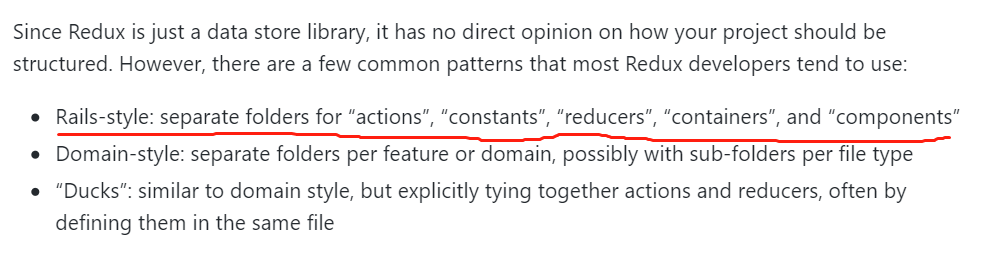 Since Redux is just a data store library, it has no direct opinion on how your project should be
structured. However, there are a few common patterns that most Redux developers tend to use:
• Rails-style: separate folders for “actions”, “constants”, “reducers”, “containers”, and “components”
• Domain-style: separate folders per feature or domain, possibly with sub-folders per file type
• “Ducks”: similar to domain style, but explicitly tying together actions and reducers, often by
defining them in the same file